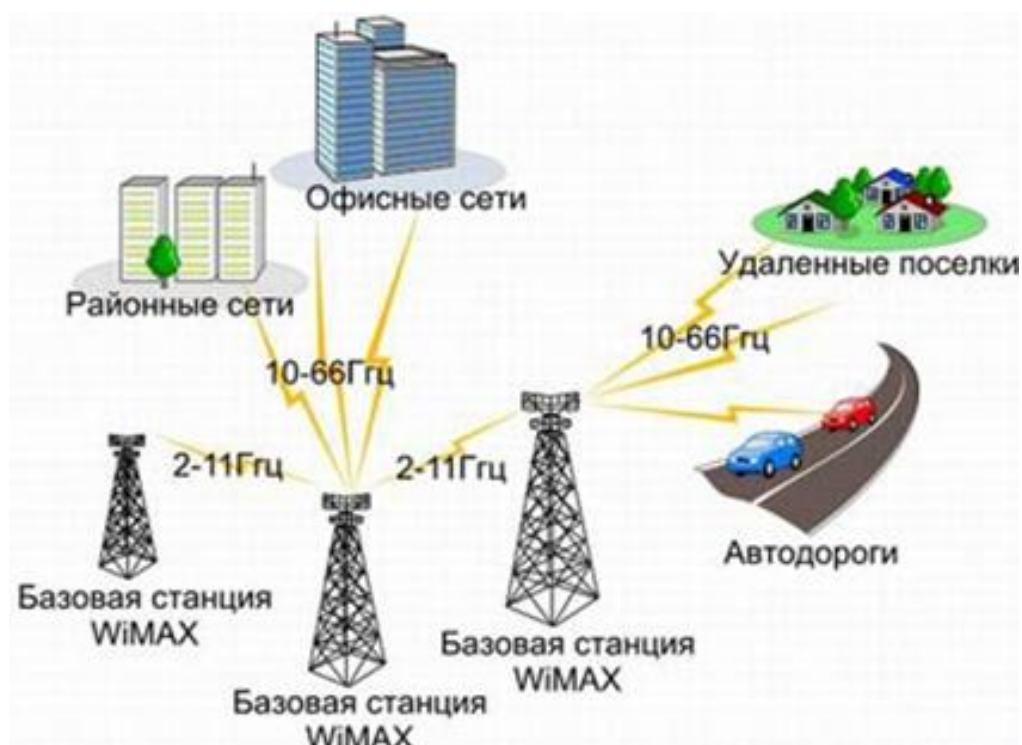 Офисные сети
Районные сети
Удаленные поселки
10-66Ггц
10-66Ггц
2-11Ггц
2-11Ггц
Автодороги
Базовая станция
WiMAX
Базовая станция
WiMAX
Базовая станция
WiMAX